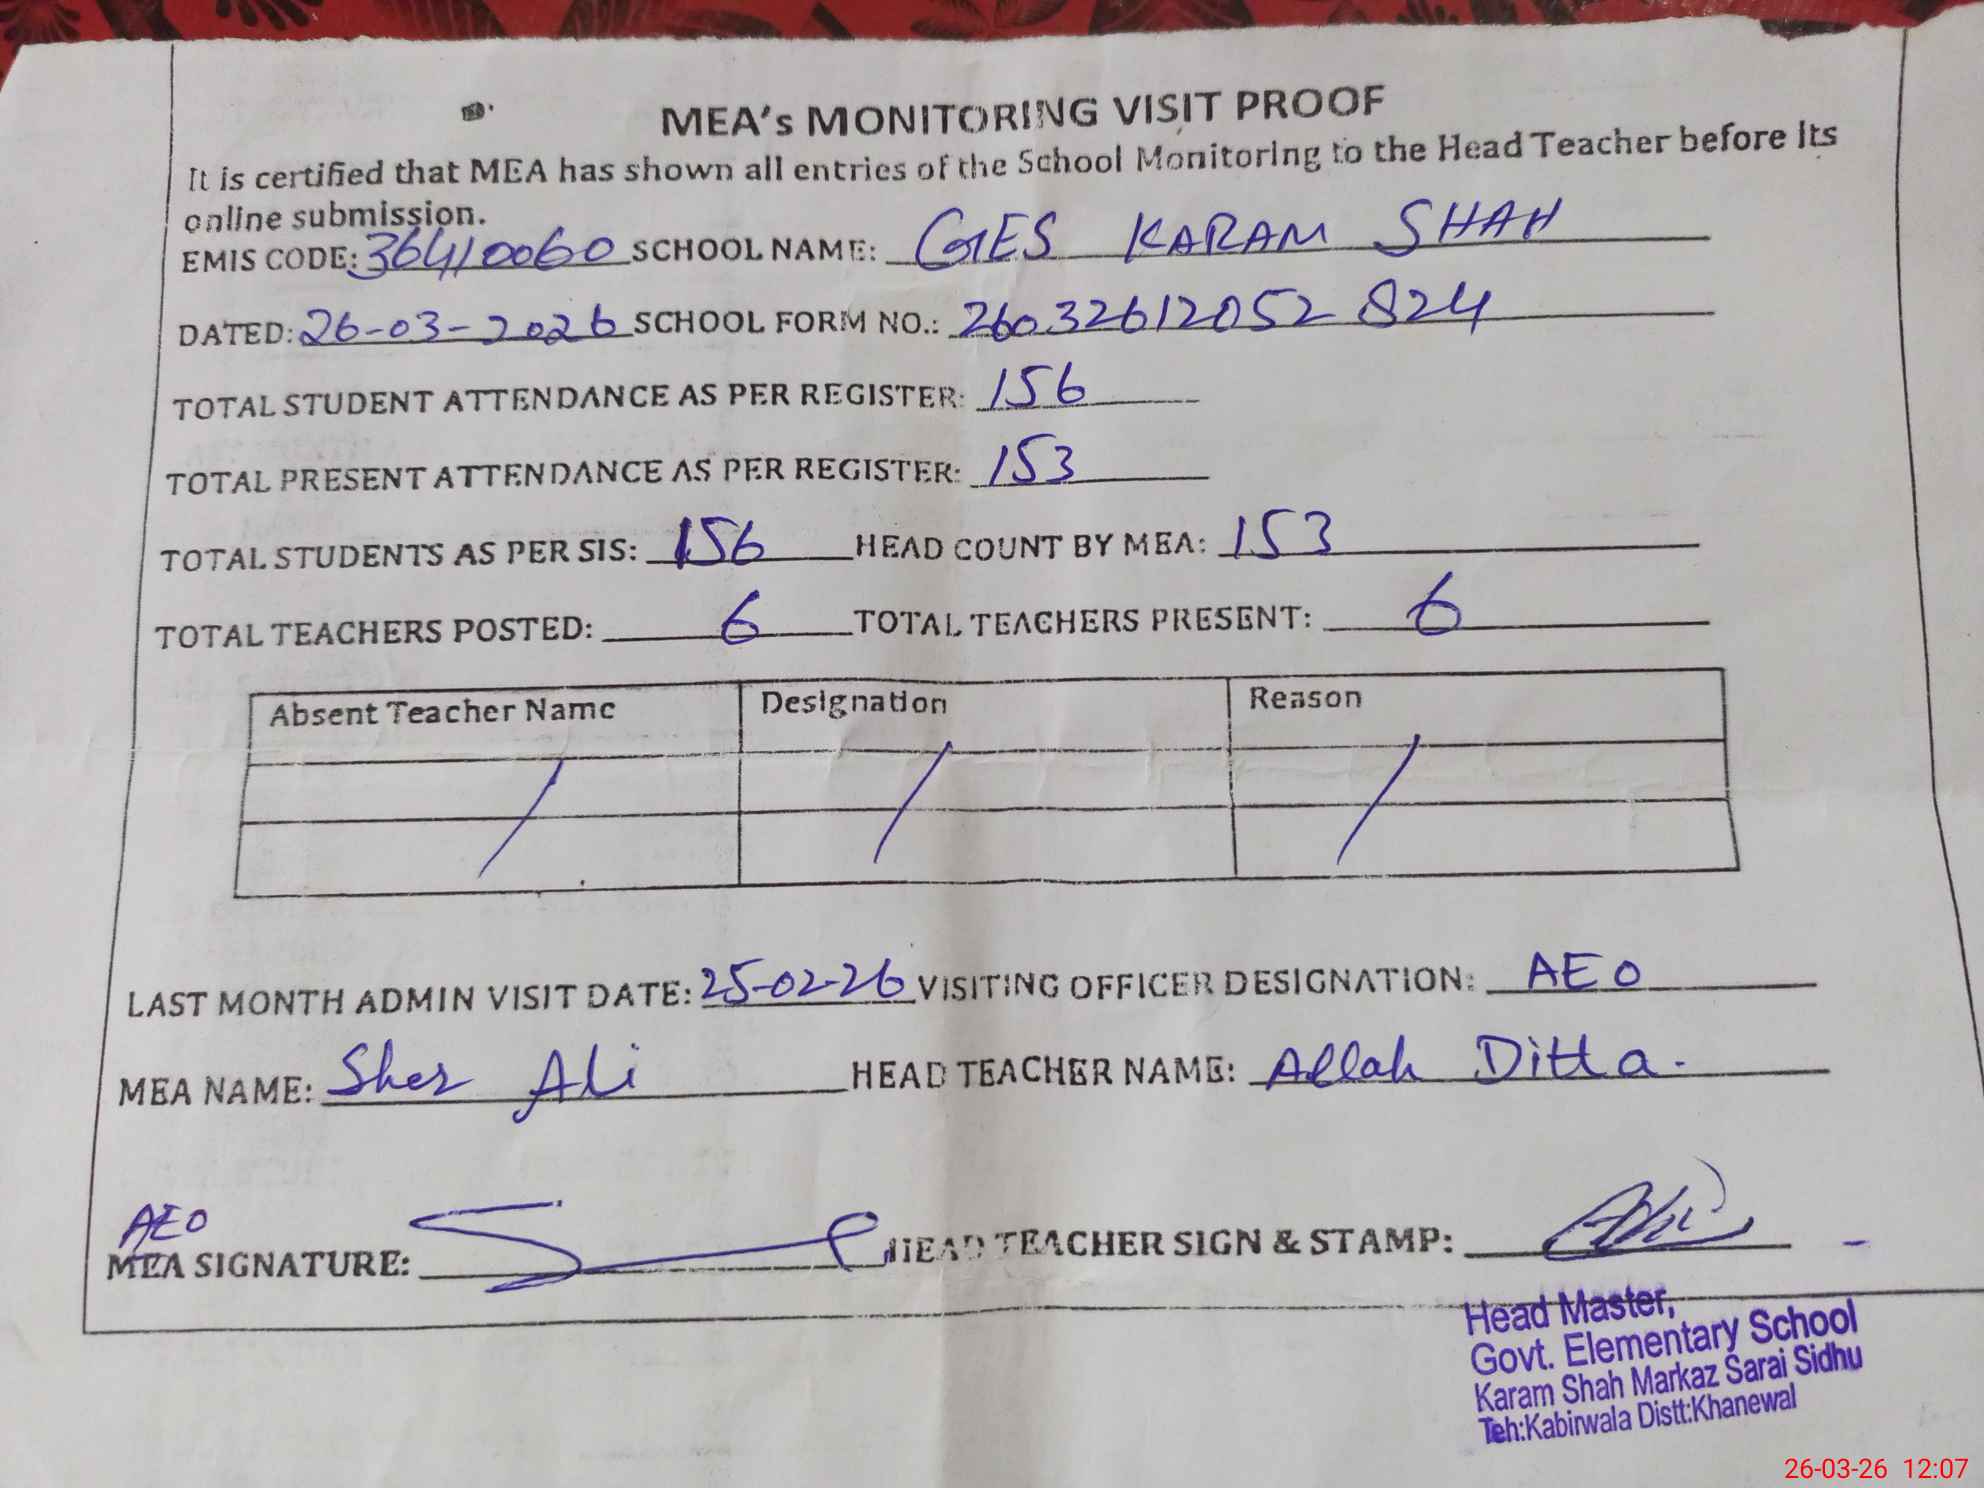 MEA's MONITORING VISIT PROOF
It is certified that MEA has shown all entries of the School Monitoring to the Head Teacher before its
online submission.
EMIS CODE: 36410060 SCHOOL NAME: GES KARAM SHAH
DATED: 26-03-2026 SCHOOL FORM NO.: 26032612052824
TOTAL STUDENT ATTENDANCE AS PER REGISTER: 156
TOTAL PRESENT ATTENDANCE AS PER REGISTER: 153
TOTAL STUDENTS AS PER SIS: 156 HEAD COUNT BY MEA: 153
TOTAL TEACHERS POSTED: 6 TOTAL TEACHERS PRESENT: 6
Absent Teacher Name Designation Reason
LAST MONTH ADMIN VISIT DATE: 25-02-26 VISITING OFFICER DESIGNATION: AEO
MEA NAME: Sher Ali HEAD TEACHER NAME: Allah Ditta.
AEO
MEA SIGNATURE: HEAD TEACHER SIGN & STAMP:
Head Master,
Govt. Elementary School
Karam Shah Markaz Sarai Sidhu
Teh:Kabirwala Distt:Khanewal
26-03-26 12:07